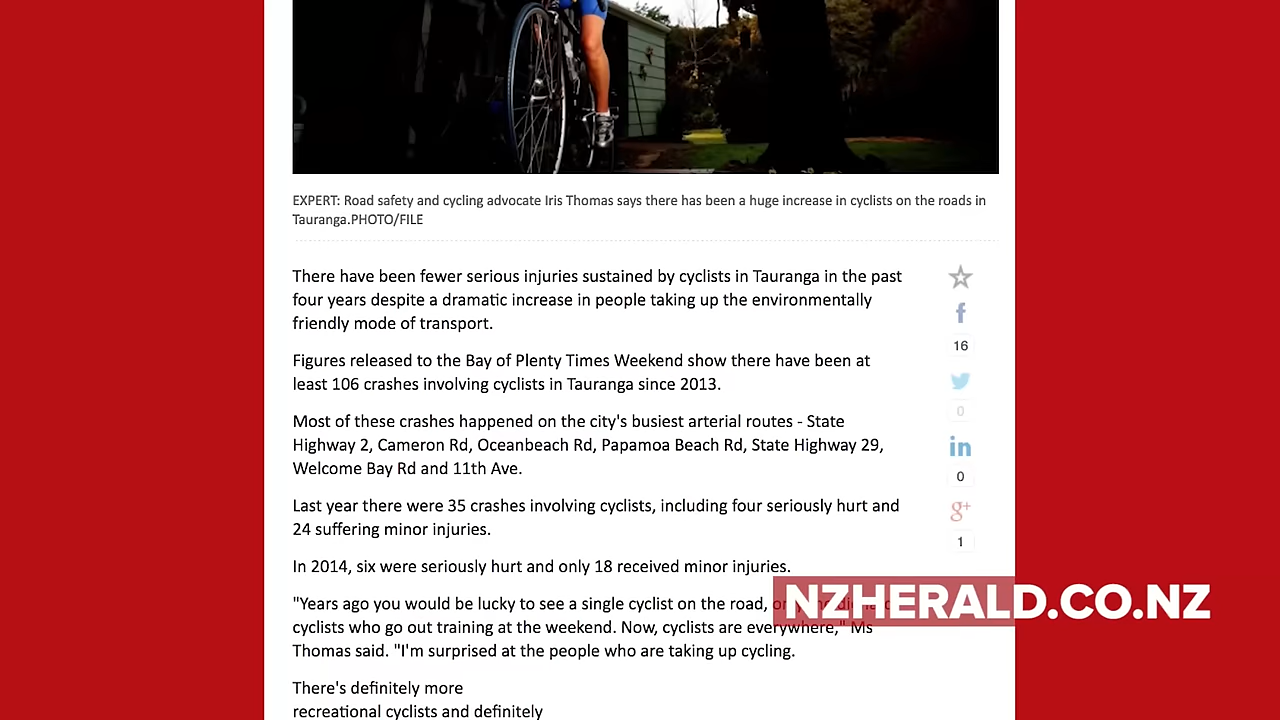 EXPERT: Road safety and cycling advocate Iris Thomas says there has been a huge increase in cyclists on the roads in
Tauranga.PHOTO/FILE
There have been fewer serious injuries sustained by cyclists in Tauranga in the past
four years despite a dramatic increase in people taking up the environmentally
friendly mode of transport.
Figures released to the Bay of Plenty Times Weekend show there have been at
least 106 crashes involving cyclists in Tauranga since 2013.
Most of these crashes happened on the city's busiest arterial routes - State
Highway 2, Cameron Rd, Oceanbeach Rd, Papamoa Beach Rd, State Highway 29,
Welcome Bay Rd and 11th Ave.
Last year there were 35 crashes involving cyclists, including four seriously hurt and
24 suffering minor injuries.
In 2014, six were seriously hurt and only 18 received minor injuries.
"Years ago you would be lucky to see a single cyclist on the road,
cyclists who go out training at the weekend. Now, cyclists are everywhere," Ms
Thomas said. "I'm surprised at the people who are taking up cycling.
There's definitely more
recreational cyclists and definitely
f
16
0
in
0
g+
1
NZHERALD.CO.NZ